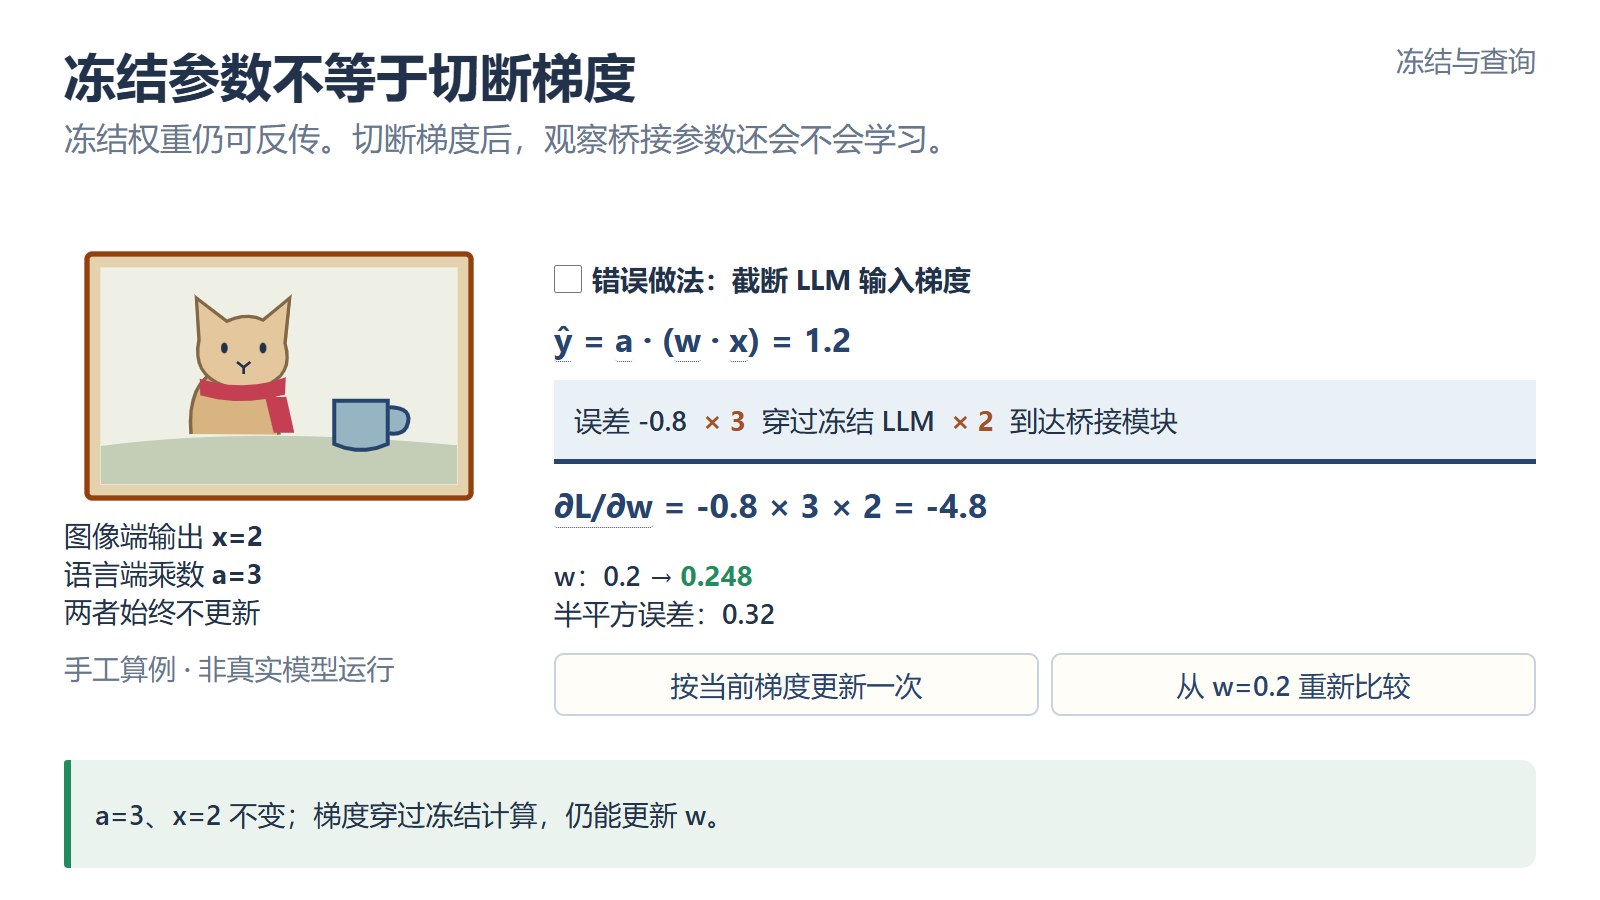 冻结参数不等于切断梯度
冻结与查询
冻结权重仍可反传。切断梯度后，观察桥接参数还会不会学习。
图像端输出 x=2
语言端乘数 a=3
两者始终不更新
手工算例 · 非真实模型运行
错误做法：截断 LLM 输入梯度
ŷ = a · (w · x) = 1.2
误差 -0.8 × 3 穿过冻结 LLM × 2 到达桥接模块
∂L/∂w = -0.8 × 3 × 2 = -4.8
w：0.2 → 0.248
半平方误差：0.32
按当前梯度更新一次
从 w=0.2 重新比较
a=3、x=2 不变；梯度穿过冻结计算，仍能更新 w。